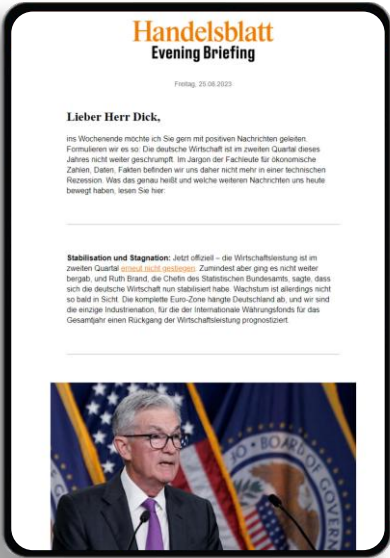 Handelsblatt
Evening Briefing
Freitag, 25.08.2023
Lieber Herr Dick,
ins Wochenende möchte ich Sie gern mit positiven Nachrichten geleiten.
Formulieren wir es so: Die deutsche Wirtschaft ist im zweiten Quartal dieses
Jahres nicht weiter geschrumpft. Im Jargon der Fachleute für ökonomische
Zahlen, Daten, Fakten befinden wir uns daher nicht mehr in einer technischen
Rezession. Was das genau heißt und welche weiteren Nachrichten uns heute
bewegt haben, lesen Sie hier:
Stabilisation und Stagnation: Jetzt offiziell – die Wirtschaftsleistung ist im
zweiten Quartal erneut nicht gestiegen. Zumindest aber ging es nicht weiter
bergab, und Ruth Brand, die Chefin des Statistischen Bundesamts, sagte, dass
sich die deutsche Wirtschaft nun stabilisiert habe. Wachstum ist allerdings nicht
so bald in Sicht. Die komplette Euro-Zone hängte Deutschland ab, und wir sind
die einzige Industrienation, für die der Internationale Währungsfonds für das
Gesamtjahr einen Rückgang der Wirtschaftsleistung prognostiziert.
BOARD OF GOVER